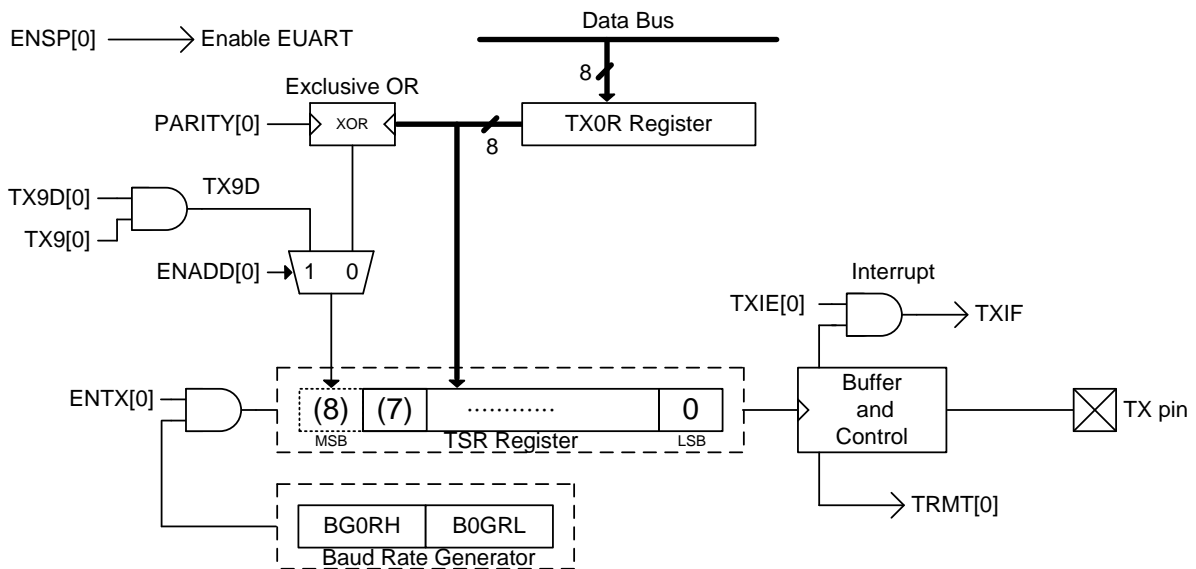 Data Bus
ENSP[0]
Enable EUART
8
Exclusive OR
PARITY[0]
XOR
8
TX0R Register
TX9D[0]
TX9D
TX9[0]
ENADD[0]
1 0
Interrupt
TXIE[0]
TXIF
ENTX[0]
(8)
(7)
............
0
MSB
TSR Register
LSB
Buffer
and
Control
TX pin
TRMT[0]
BG0RH
B0GRL
Baud Rate Generator